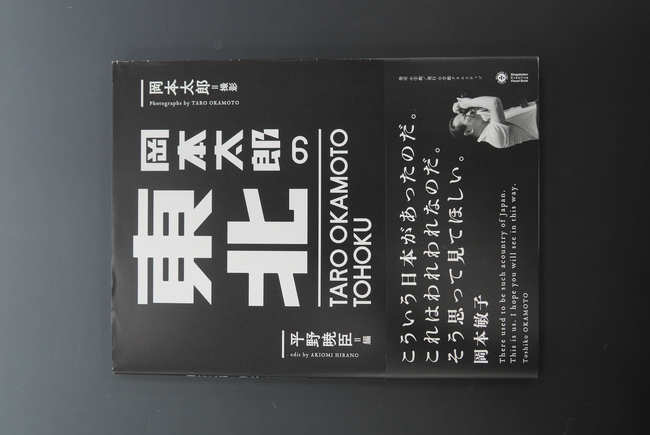 岡本太郎=撮影
Photographs by TARO OKAMOTO
岡本太郎の
東北
TARO OKAMOTO
TOHOKU
平野暁臣=編
edit by AKIOMI HIRANO
こういう日本があったのだ。
これはわれわれなのだ。
そう思って見てほしい。
岡本敏子
There used to be such acountry of Japan.
This is us. I hope you will see in this way.
Toshiko OKAMOTO